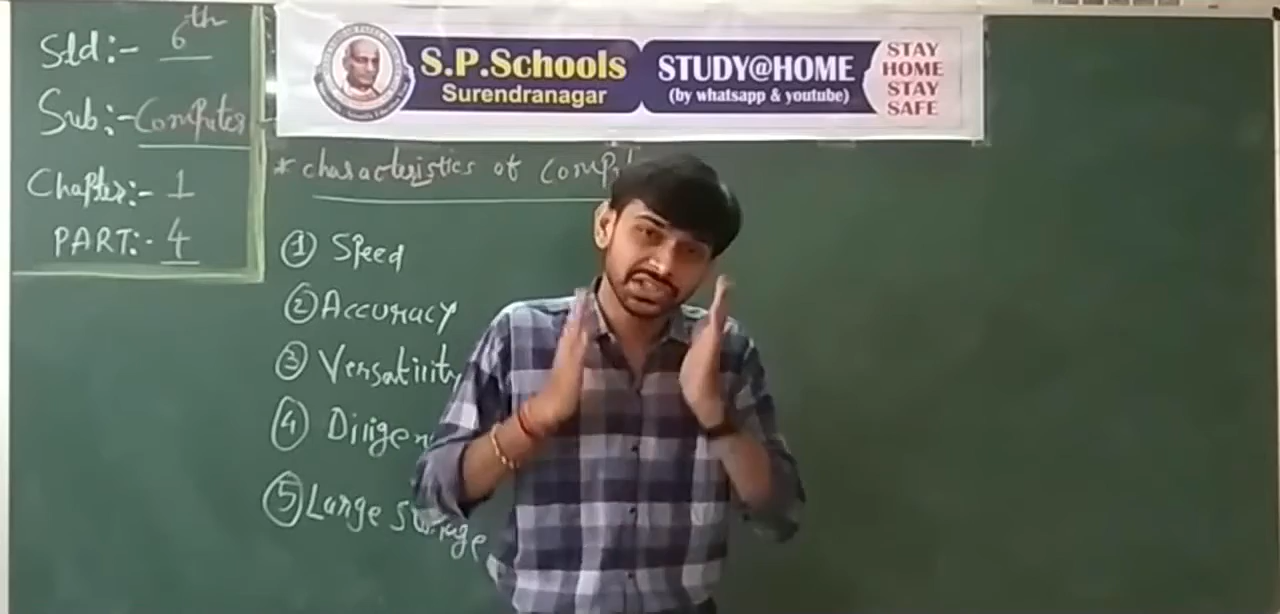 Std:- 6th
Sub:- Computer
Chapter:- 1
PART:- 4
S.P.Schools
Surendranagar
STUDY@HOME
(by whatsapp & youtube)
STAY
HOME
STAY
SAFE
* characteristics of
① Speed
② Accuracy
③ Versatility
④ Diligen
⑤ Large Storage